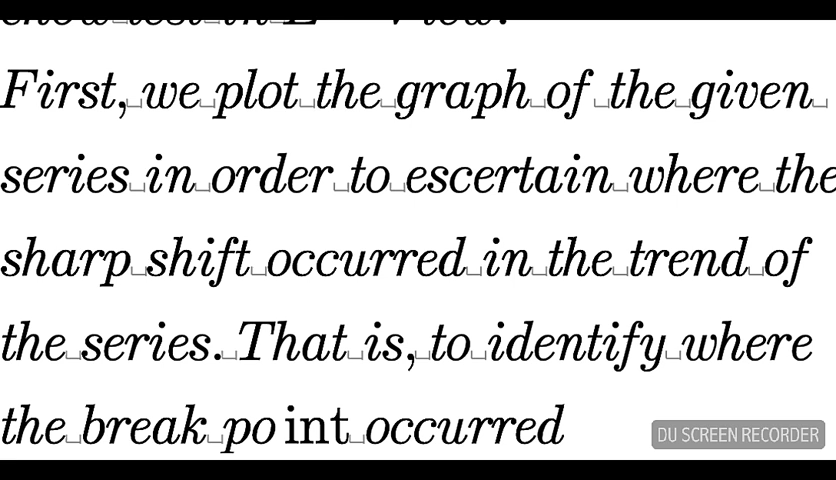 First, we plot the graph of the given
series in order to escertain where the
sharp shift occurred in the trend of
the series. That is, to identify where
the break point occurred
DU SCREEN RECORDER